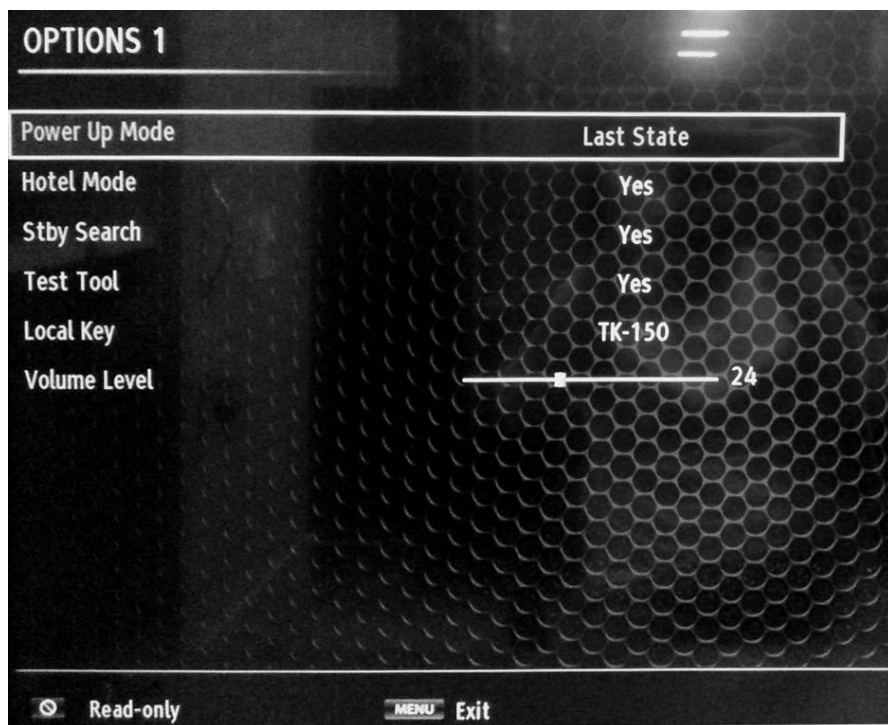 OPTIONS 1
Power Up Mode Last State
Hotel Mode Yes
Stby Search Yes
Test Tool Yes
Local Key TK-150
Volume Level 24
Read-only MENU Exit